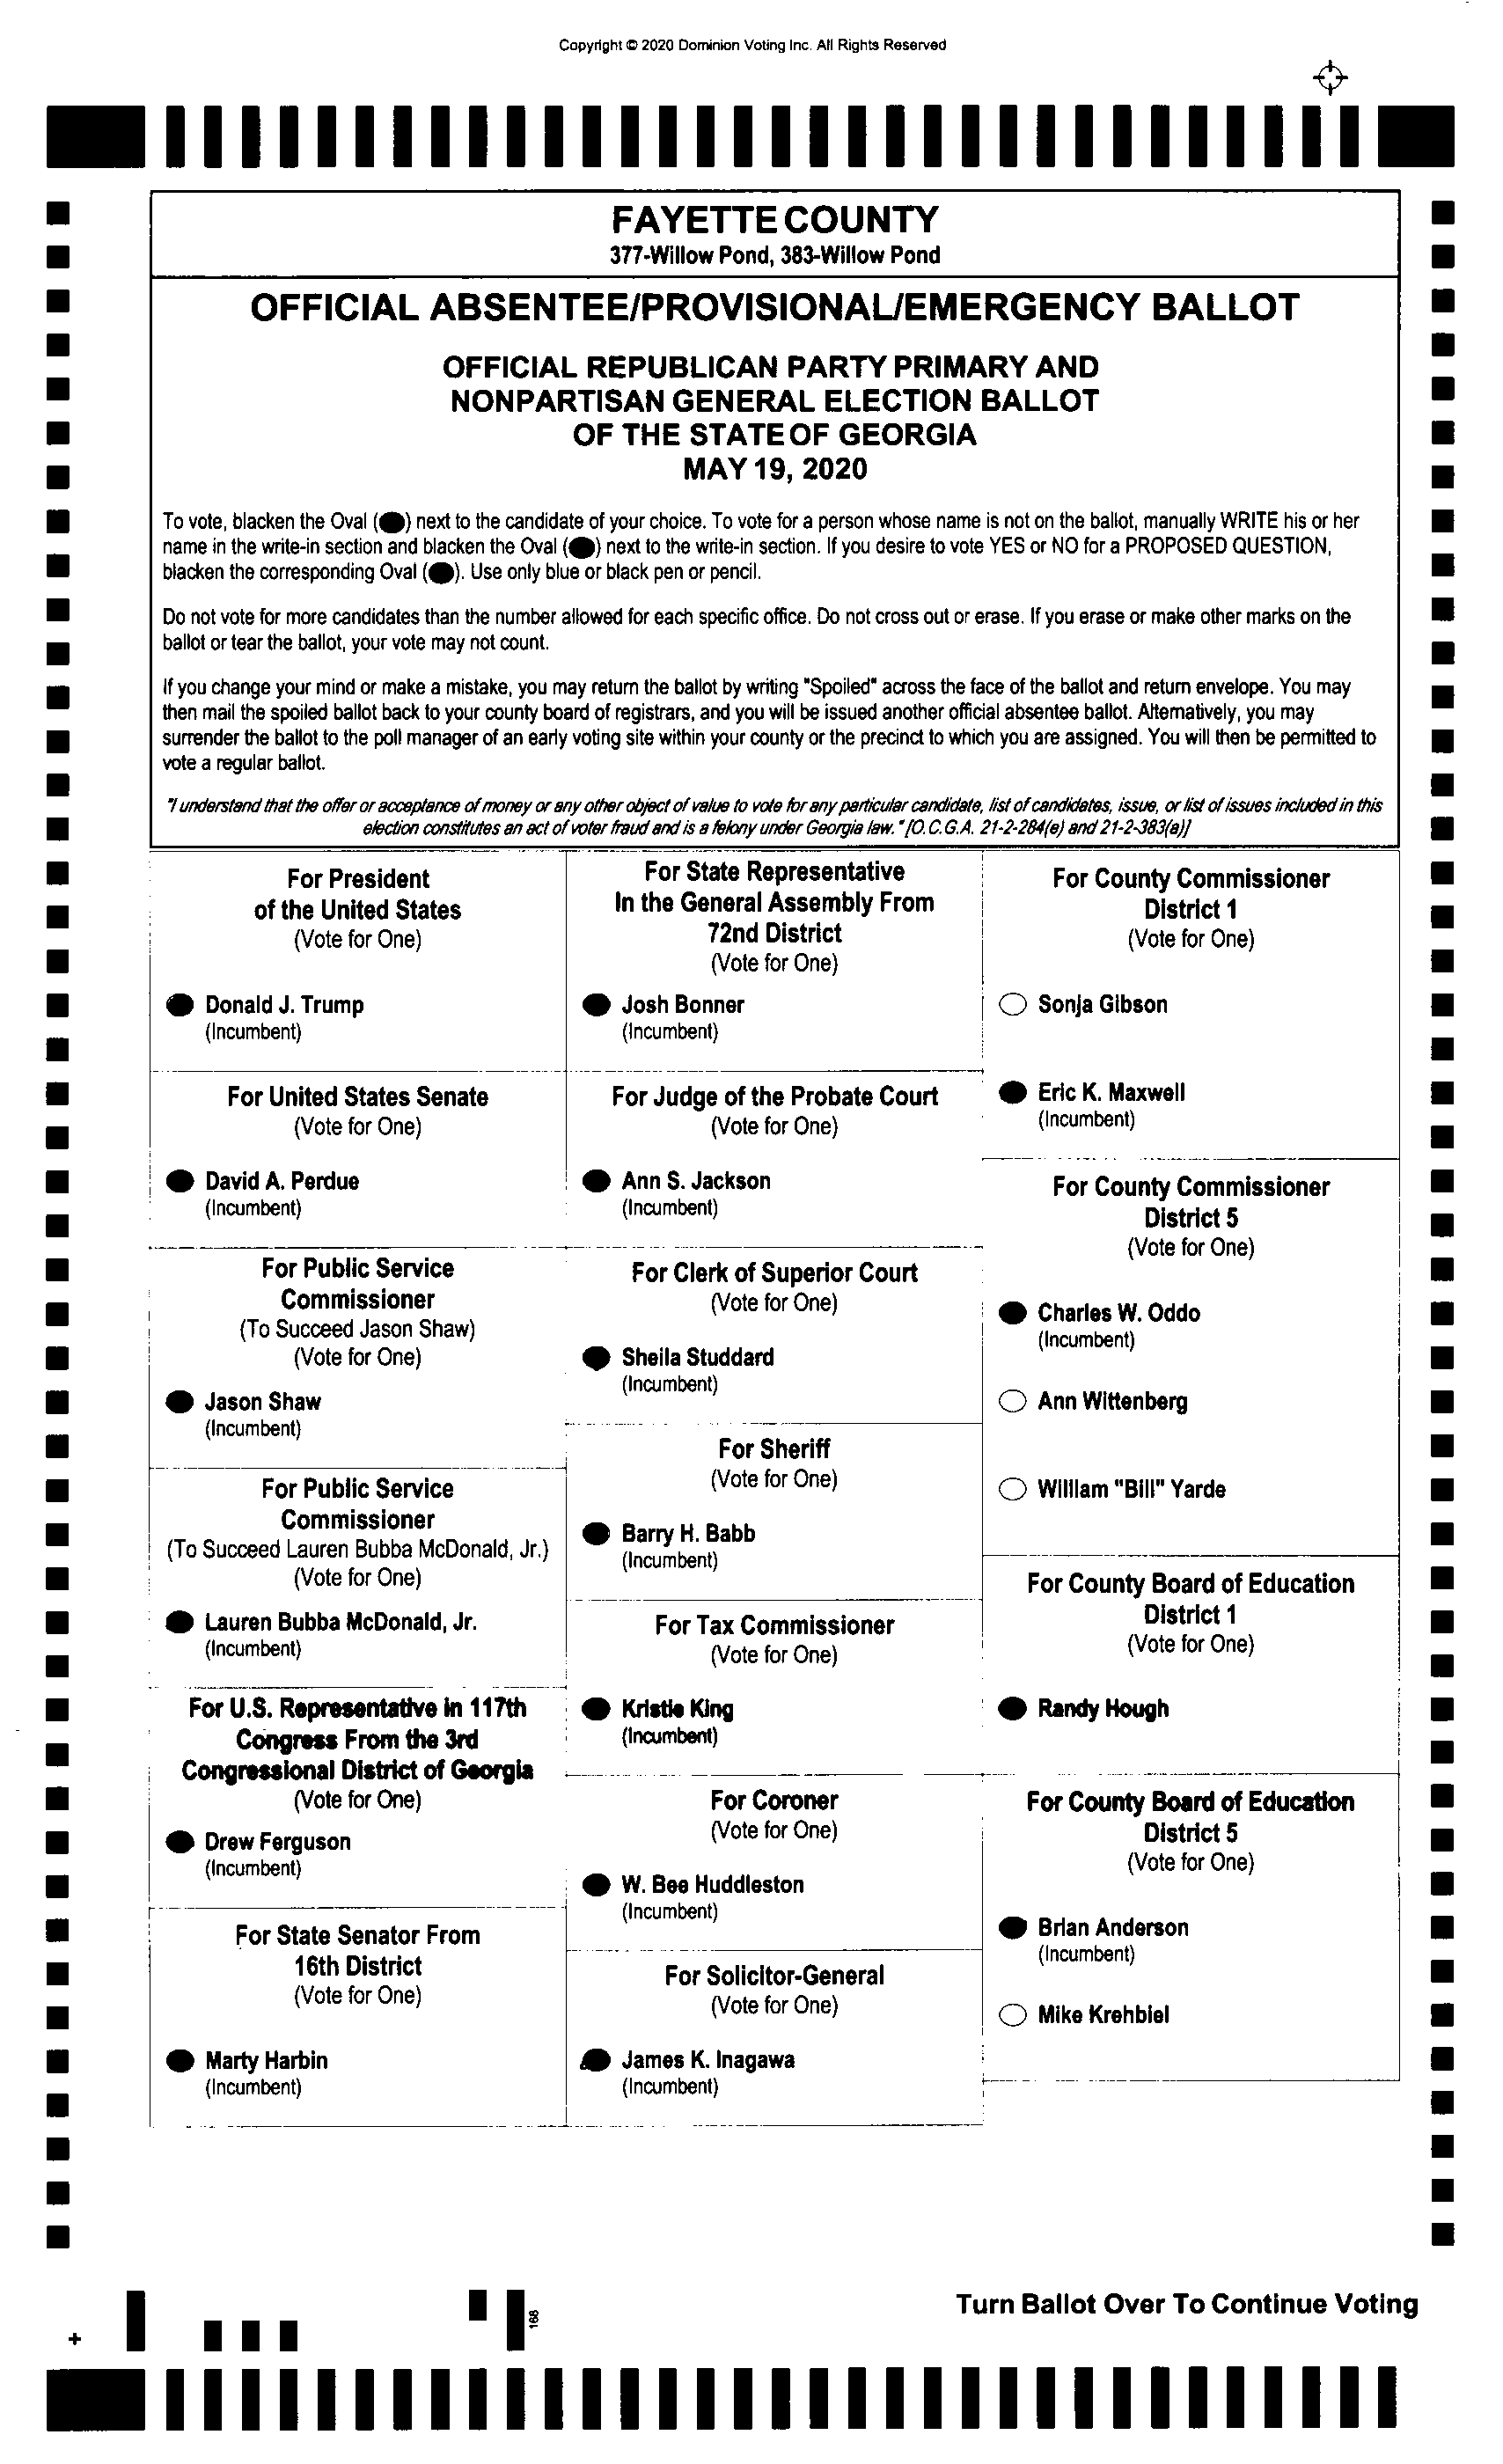 Copyright © 2020 Dominion Voting Inc. All Rights Reserved
FAYETTE COUNTY
377-Willow Pond, 383-Willow Pond
OFFICIAL ABSENTEE/PROVISIONAL/EMERGENCY BALLOT
OFFICIAL REPUBLICAN PARTY PRIMARY AND
NONPARTISAN GENERAL ELECTION BALLOT
OF THE STATE OF GEORGIA
MAY 19, 2020
To vote, blacken the Oval ( ) next to the candidate of your choice. To vote for a person whose name is not on the ballot, manually WRITE his or her
name in the write-in section and blacken the Oval ( ) next to the write-in section. If you desire to vote YES or NO for a PROPOSED QUESTION,
blacken the corresponding Oval ( ). Use only blue or black pen or pencil.
Do not vote for more candidates than the number allowed for each specific office. Do not cross out or erase. If you erase or make other marks on the
ballot or tear the ballot, your vote may not count.
If you change your mind or make a mistake, you may return the ballot by writing "Spoiled" across the face of the ballot and return envelope. You may
then mail the spoiled ballot back to your county board of registrars, and you will be issued another official absentee ballot. Alternatively, you may
surrender the ballot to the poll manager of an early voting site within your county or the precinct to which you are assigned. You will then be permitted to
vote a regular ballot.
"I understand that the offer or acceptance of money or any other object of value to vote for any particular candidate, list of candidates, issue, or list of issues included in this
election constitutes an act of voter fraud and is a felony under Georgia law." [O.C.G.A. 21-2-284(e) and 21-2-383(a)]
For President
of the United States
(Vote for One)
Donald J. Trump
(Incumbent)
For United States Senate
(Vote for One)
David A. Perdue
(Incumbent)
For Public Service
Commissioner
(To Succeed Jason Shaw)
(Vote for One)
Jason Shaw
(Incumbent)
For Public Service
Commissioner
(To Succeed Lauren Bubba McDonald, Jr.)
(Vote for One)
Lauren Bubba McDonald, Jr.
(Incumbent)
For U.S. Representative in 117th
Congress From the 3rd
Congressional District of Georgia
(Vote for One)
Drew Ferguson
(Incumbent)
For State Senator From
16th District
(Vote for One)
Marty Harbin
(Incumbent)
For State Representative
In the General Assembly From
72nd District
(Vote for One)
Josh Bonner
(Incumbent)
For Judge of the Probate Court
(Vote for One)
Ann S. Jackson
(Incumbent)
For Clerk of Superior Court
(Vote for One)
Sheila Studdard
(Incumbent)
For Sheriff
(Vote for One)
Barry H. Babb
(Incumbent)
For Tax Commissioner
(Vote for One)
Kristie King
(Incumbent)
For Coroner
(Vote for One)
W. Bee Huddleston
(Incumbent)
For Solicitor-General
(Vote for One)
James K. Inagawa
(Incumbent)
For County Commissioner
District 1
(Vote for One)
Sonja Gibson
Eric K. Maxwell
(Incumbent)
For County Commissioner
District 5
(Vote for One)
Charles W. Oddo
(Incumbent)
Ann Wittenberg
William "Bill" Yarde
For County Board of Education
District 1
(Vote for One)
Randy Hough
For County Board of Education
District 5
(Vote for One)
Brian Anderson
(Incumbent)
Mike Krehbiel
Turn Ballot Over To Continue Voting
168